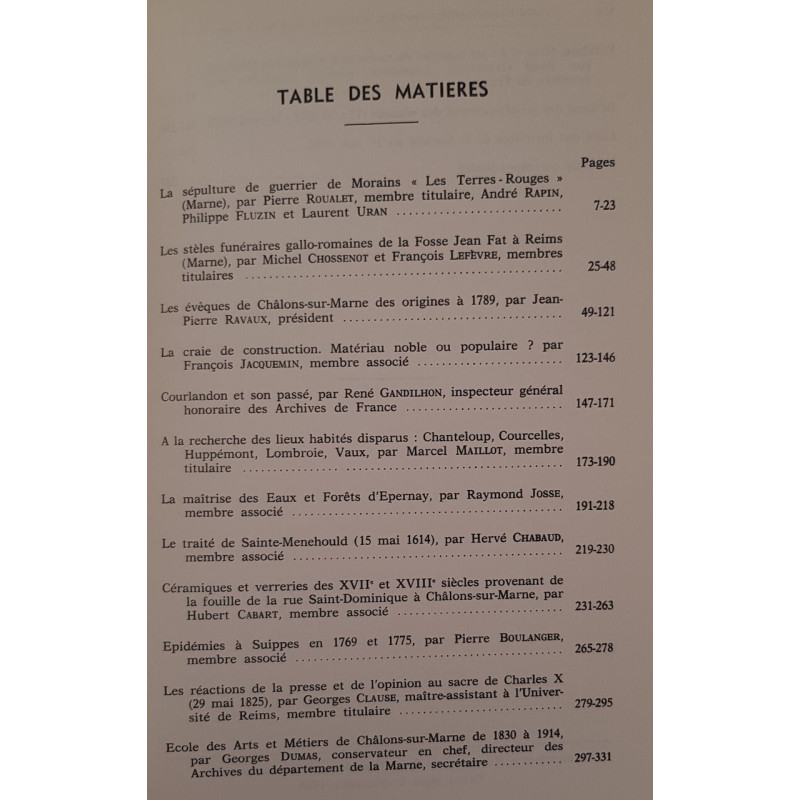 TABLE DES MATIERES
Pages
La sépulture de guerrier de Morains « Les Terres-Rouges »
(Marne), par Pierre ROUALET, membre titulaire, André RAPIN,
Philippe FLUZIN et Laurent URAN ........................... 7-23
Les stèles funéraires gallo-romaines de la Fosse Jean Fat à Reims
(Marne), par Michel CHOSSENOT et François LEFÈVRE, membres
titulaires .................................................... 25-48
Les évêques de Châlons-sur-Marne des origines à 1789, par Jean-
Pierre RAVAUX, président ................................... 49-121
La craie de construction. Matériau noble ou populaire ? par
François JACQUEMIN, membre associé ....................... 123-146
Courlandon et son passé, par René GANDILHON, inspecteur général
honoraire des Archives de France ......................... 147-171
A la recherche des lieux habités disparus : Chanteloup, Courcelles,
Huppémont, Lombroie, Vaux, par Marcel MAILLOT, membre
titulaire .................................................... 173-190
La maîtrise des Eaux et Forêts d'Epernay, par Raymond JOSSE,
membre associé ............................................ 191-218
Le traité de Sainte-Menehould (15 mai 1614), par Hervé CHABAUD,
membre associé ............................................ 219-230
Céramiques et verreries des XVIIe et XVIIIe siècles provenant de
la fouille de la rue Saint-Dominique à Châlons-sur-Marne, par
Hubert CABART, membre associé ........................... 231-263
Epidémies à Suippes en 1769 et 1775, par Pierre BOULANGER,
membre associé ............................................ 265-278
Les réactions de la presse et de l'opinion au sacre de Charles X
(29 mai 1825), par Georges CLAUSE, maître-assistant à l'Univer-
sité de Reims, membre titulaire ........................... 279-295
Ecole des Arts et Métiers de Châlons-sur-Marne de 1830 à 1914,
par Georges DUMAS, conservateur en chef, directeur des
Archives du département de la Marne, secrétaire ........... 297-331